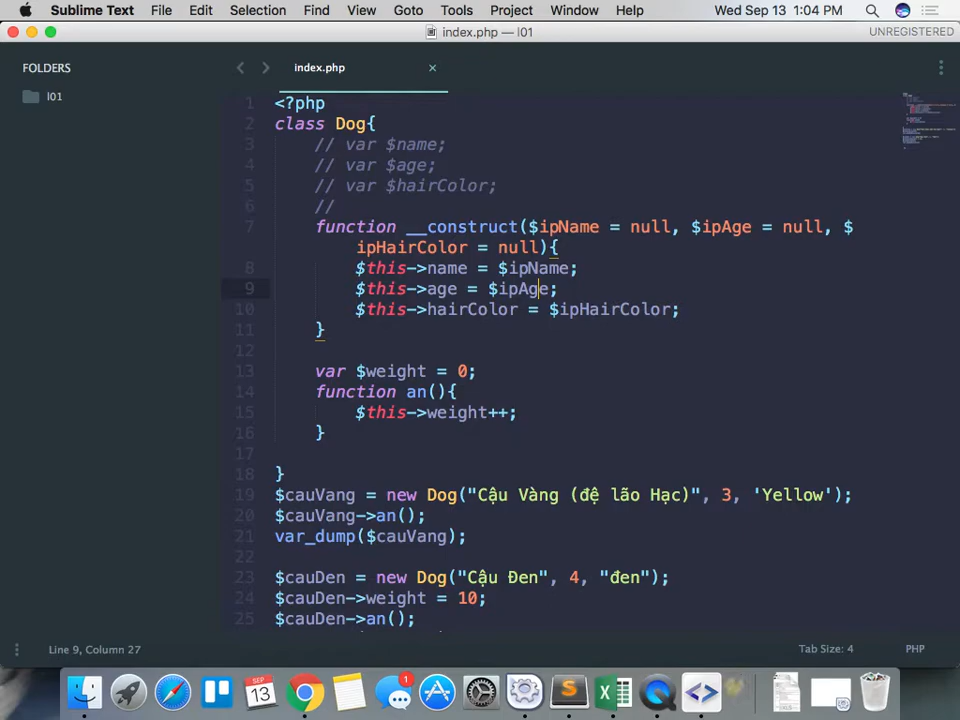 Sublime Text File Edit Selection Find View Goto Tools Project Window Help Wed Sep 13 1:04 PM
index.php — l01 UNREGISTERED
FOLDERS
l01
index.php ×
1 <?php
2 class Dog{
3 // var $name;
4 // var $age;
5 // var $hairColor;
6 //
7 function __construct($ipName = null, $ipAge = null, $
ipHairColor = null){
8 $this->name = $ipName;
9 $this->age = $ipAge;
10 $this->hairColor = $ipHairColor;
11 }
12
13 var $weight = 0;
14 function an(){
15 $this->weight++;
16 }
17
18 }
19 $cauVang = new Dog("Cậu Vàng (đệ lão Hạc)", 3, 'Yellow');
20 $cauVang->an();
21 var_dump($cauVang);
22
23 $cauDen = new Dog("Cậu Đen", 4, "đen");
24 $cauDen->weight = 10;
25 $cauDen->an();
Line 9, Column 27 Tab Size: 4 PHP
SEP
13
1